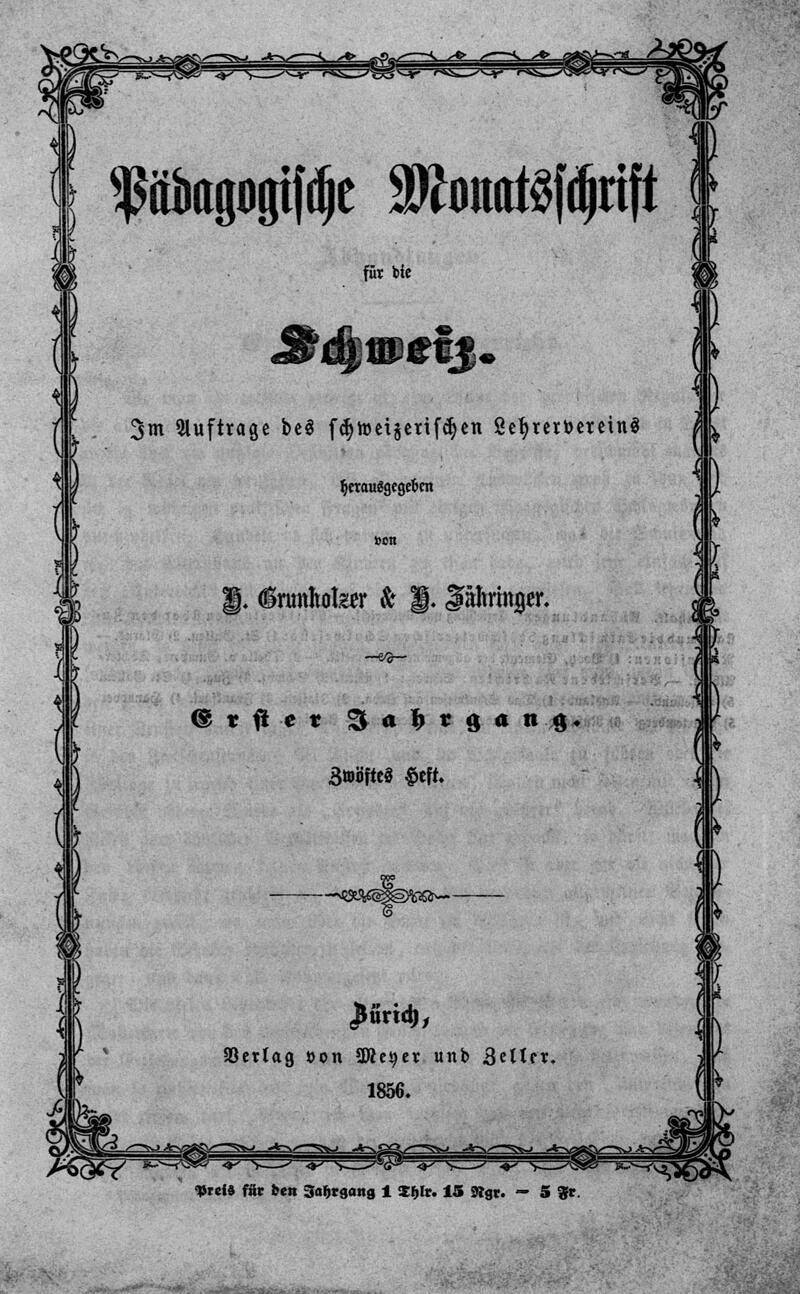 Pädagogische Monatsschrift
für die
Schweiz.
Im Auftrage des schweizerischen Lehrervereins
herausgegeben
von
H. Grunholzer & H. Zähringer.
Erster Jahrgang.
Zwöftes Heft.
Zürich,
Verlag von Meyer und Zeller.
1856.
Preis für den Jahrgang 1 Thlr. 15 Ngr. — 5 Fr.